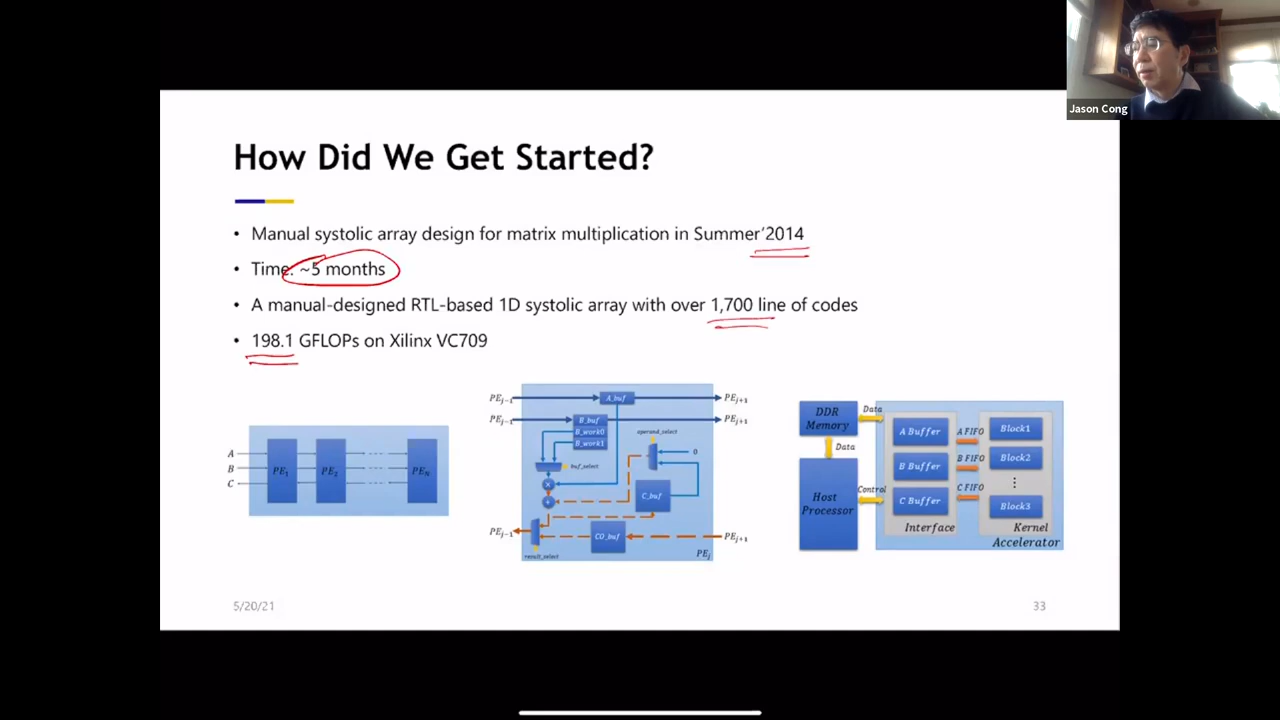 Jason Cong
How Did We Get Started?
• Manual systolic array design for matrix multiplication in Summer'2014
• Time: ~5 months
• A manual-designed RTL-based 1D systolic array with over 1,700 line of codes
• 198.1 GFLOPs on Xilinx VC709
A
B
C
PE1
PE2
PEN
PEj-1
A_buf
PEj+1
PEj-1
B_buf
PEj+1
B_work0
B_work1
operand_select
0
buf_select
×
+
C_buf
PEj-1
CO_buf
PEj+1
result_select
PEj
DDR
Memory
Data
Data
Host
Processor
Control
A Buffer
B Buffer
C Buffer
Interface
A FIFO
B FIFO
C FIFO
Block1
Block2
⋮
Block3
Kernel
Accelerator
5/20/21
33